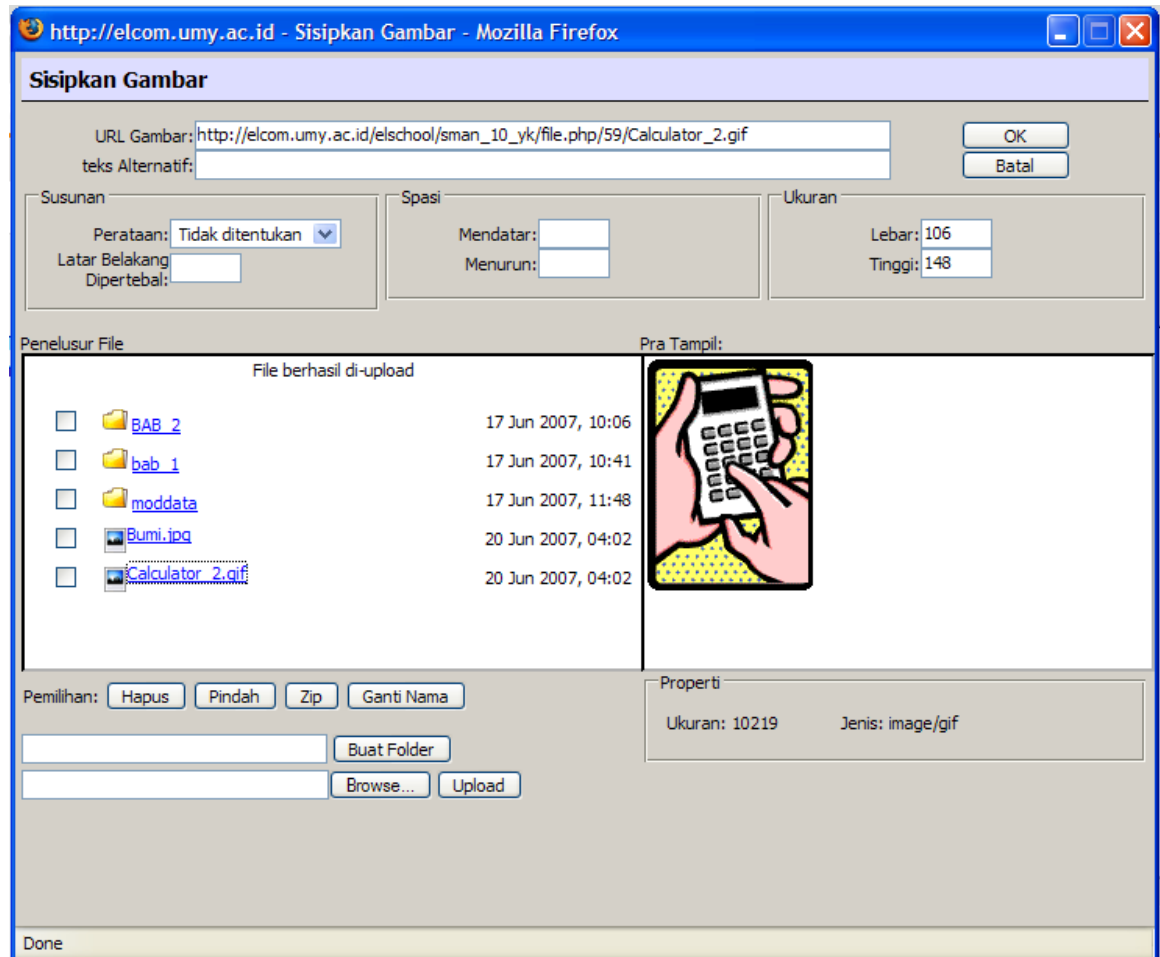 http://elcom.umy.ac.id - Sisipkan Gambar - Mozilla Firefox
Sisipkan Gambar
URL Gambar: http://elcom.umy.ac.id/elschool/sman_10_yk/file.php/59/Calculator_2.gif OK
teks Alternatif: Batal
Susunan Spasi Ukuran
Perataan: Tidak ditentukan Mendatar: Lebar: 106
Latar Belakang Dipertebal: Menurun: Tinggi: 148
Penelusur File Pra Tampil:
File berhasil di-upload
BAB_2 17 Jun 2007, 10:06
bab_1 17 Jun 2007, 10:41
moddata 17 Jun 2007, 11:48
Bumi.jpg 20 Jun 2007, 04:02
Calculator_2.gif 20 Jun 2007, 04:02
Pemilihan: Hapus Pindah Zip Ganti Nama
Properti
Ukuran: 10219 Jenis: image/gif
Buat Folder
Browse... Upload
Done